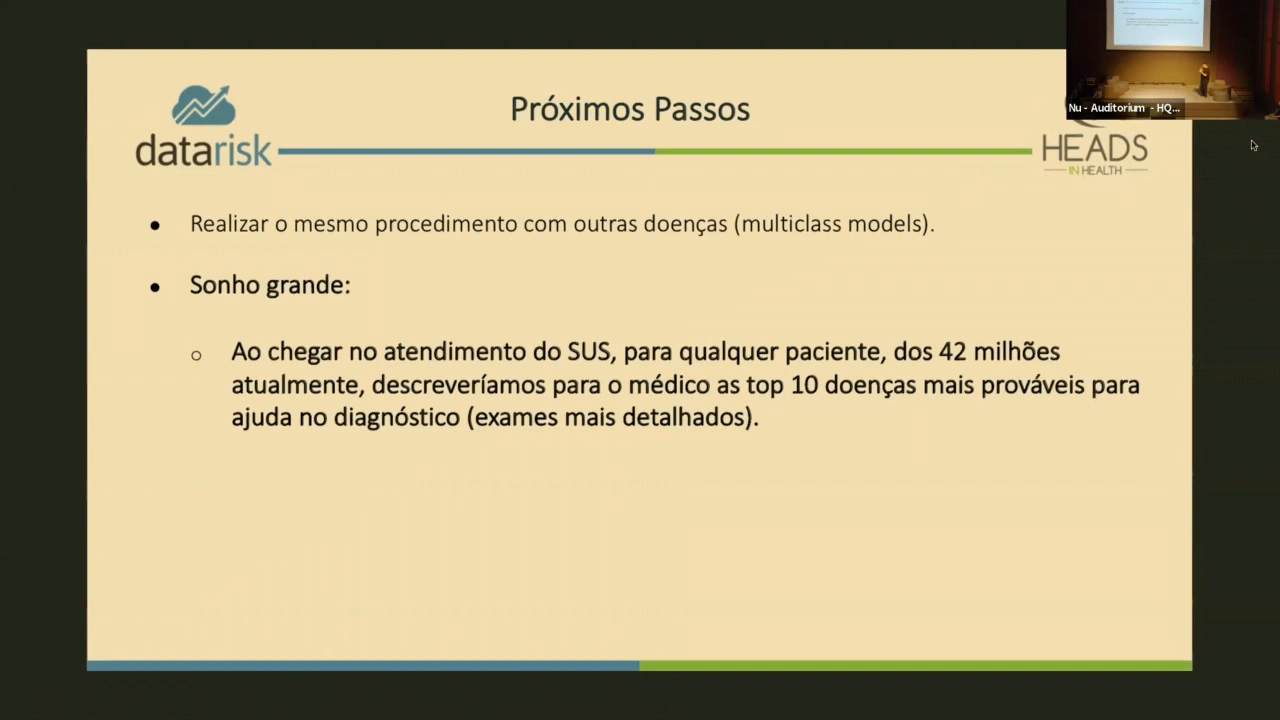 Próximos Passos
datarisk
HEADS
IN HEALTH
Nu - Auditorium - HQ...
● Realizar o mesmo procedimento com outras doenças (multiclass models).
● Sonho grande:
○ Ao chegar no atendimento do SUS, para qualquer paciente, dos 42 milhões
atualmente, descreveríamos para o médico as top 10 doenças mais prováveis para
ajuda no diagnóstico (exames mais detalhados).